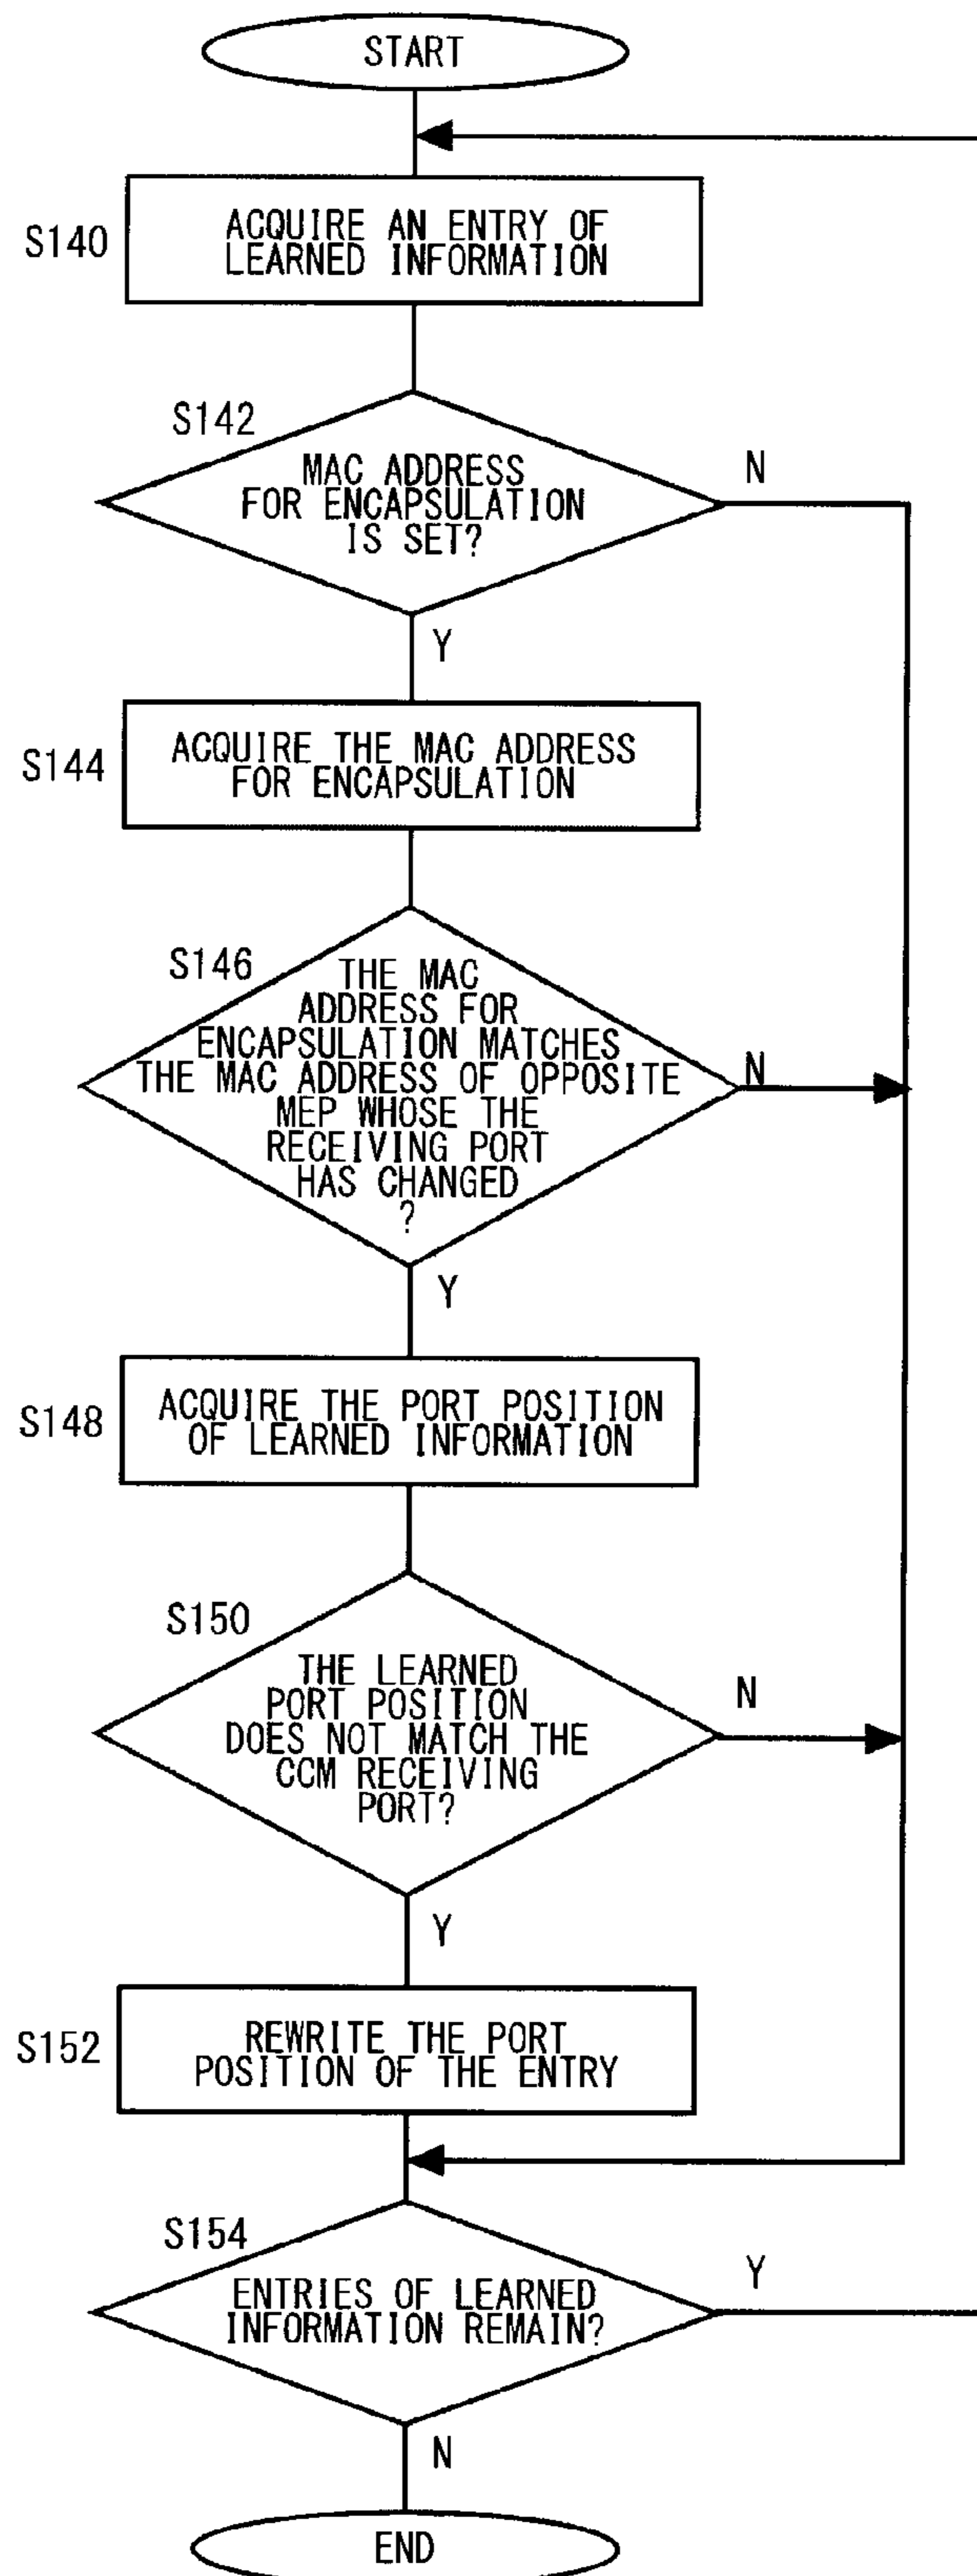 START
S140
ACQUIRE AN ENTRY OF
LEARNED INFORMATION
S142
MAC ADDRESS
FOR ENCAPSULATION
IS SET?
N
Y
S144
ACQUIRE THE MAC ADDRESS
FOR ENCAPSULATION
S146
THE MAC
ADDRESS FOR
ENCAPSULATION MATCHES
THE MAC ADDRESS OF OPPOSITE
MEP WHOSE THE
RECEIVING PORT
HAS CHANGED
?
N
Y
S148
ACQUIRE THE PORT POSITION
OF LEARNED INFORMATION
S150
THE LEARNED
PORT POSITION
DOES NOT MATCH THE
CCM RECEIVING
PORT?
N
Y
S152
REWRITE THE PORT
POSITION OF THE ENTRY
S154
ENTRIES OF LEARNED
INFORMATION REMAIN?
Y
N
END